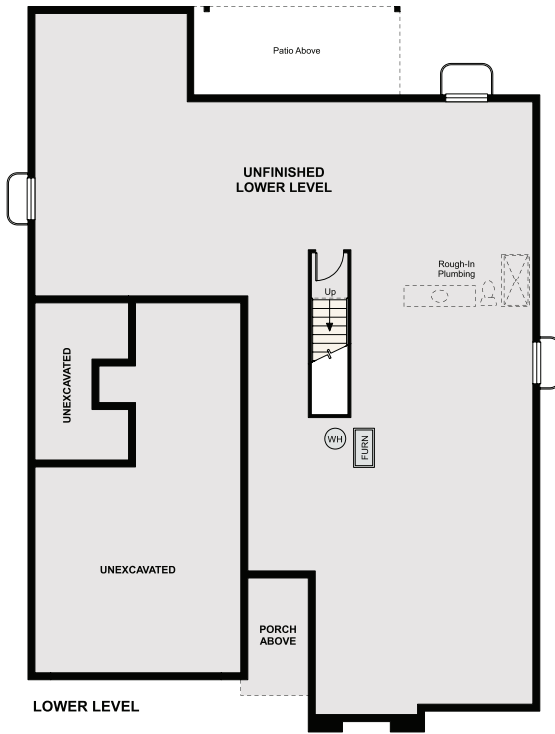 Patio Above
UNFINISHED
LOWER LEVEL
Rough-In
Plumbing
Up
UNEXCAVATED
WH
FURN
UNEXCAVATED
PORCH
ABOVE
LOWER LEVEL